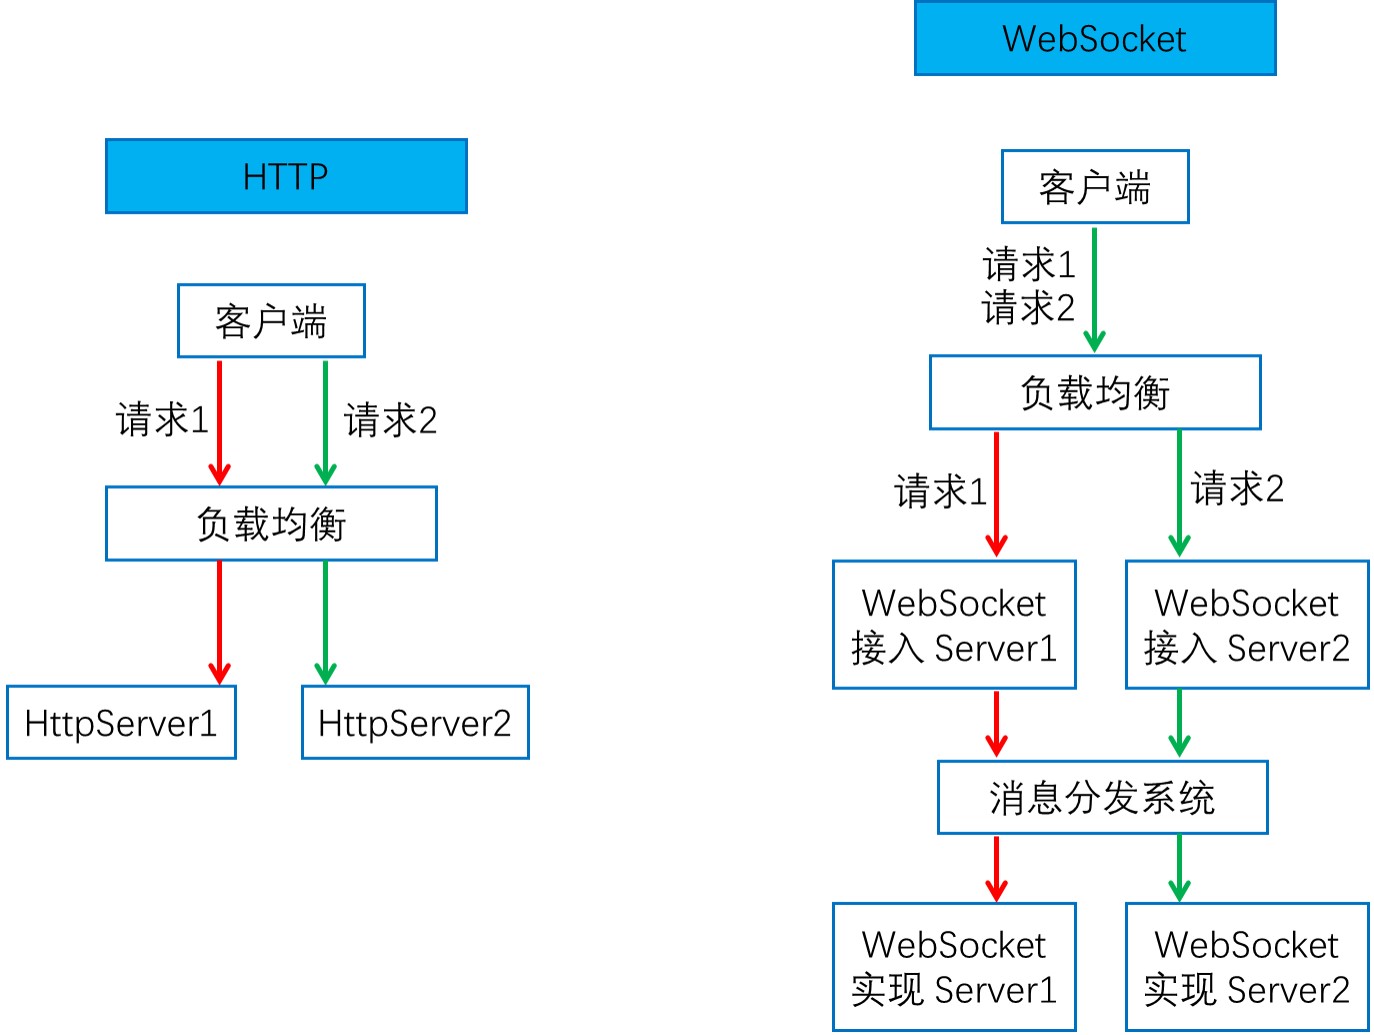 HTTP
客户端
请求1
请求2
负载均衡
HttpServer1
HttpServer2
WebSocket
客户端
请求1
请求2
负载均衡
请求1
请求2
WebSocket
接入 Server1
WebSocket
接入 Server2
消息分发系统
WebSocket
实现 Server1
WebSocket
实现 Server2